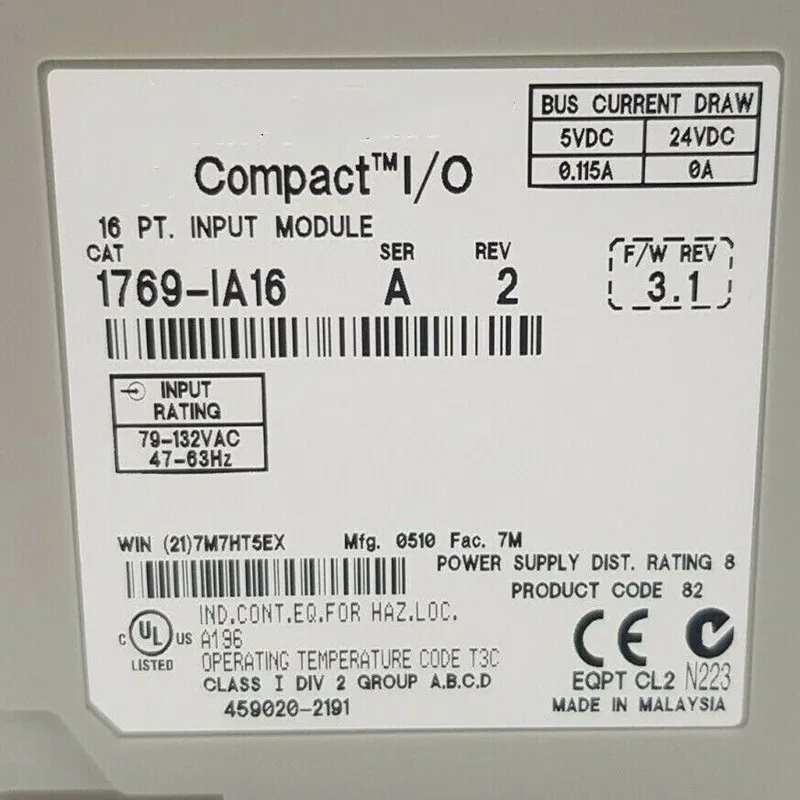 BUS CURRENT DRAW
5VDC 24VDC
0.115A 0A
Compact™ I/O
16 PT. INPUT MODULE
CAT SER REV F/W REV
1769-IA16 A 2 3.1
INPUT
RATING
79-132VAC
47-63Hz
WIN (21)7M7HT5EX Mfg. 0510 Fac. 7M
POWER SUPPLY DIST. RATING 8
PRODUCT CODE 82
IND.CONT.EQ.FOR HAZ.LOC.
C UL US A196
LISTED OPERATING TEMPERATURE CODE T3C
CLASS I DIV 2 GROUP A.B.C.D
459020-2191
CE
EQPT CL2 N223
MADE IN MALAYSIA